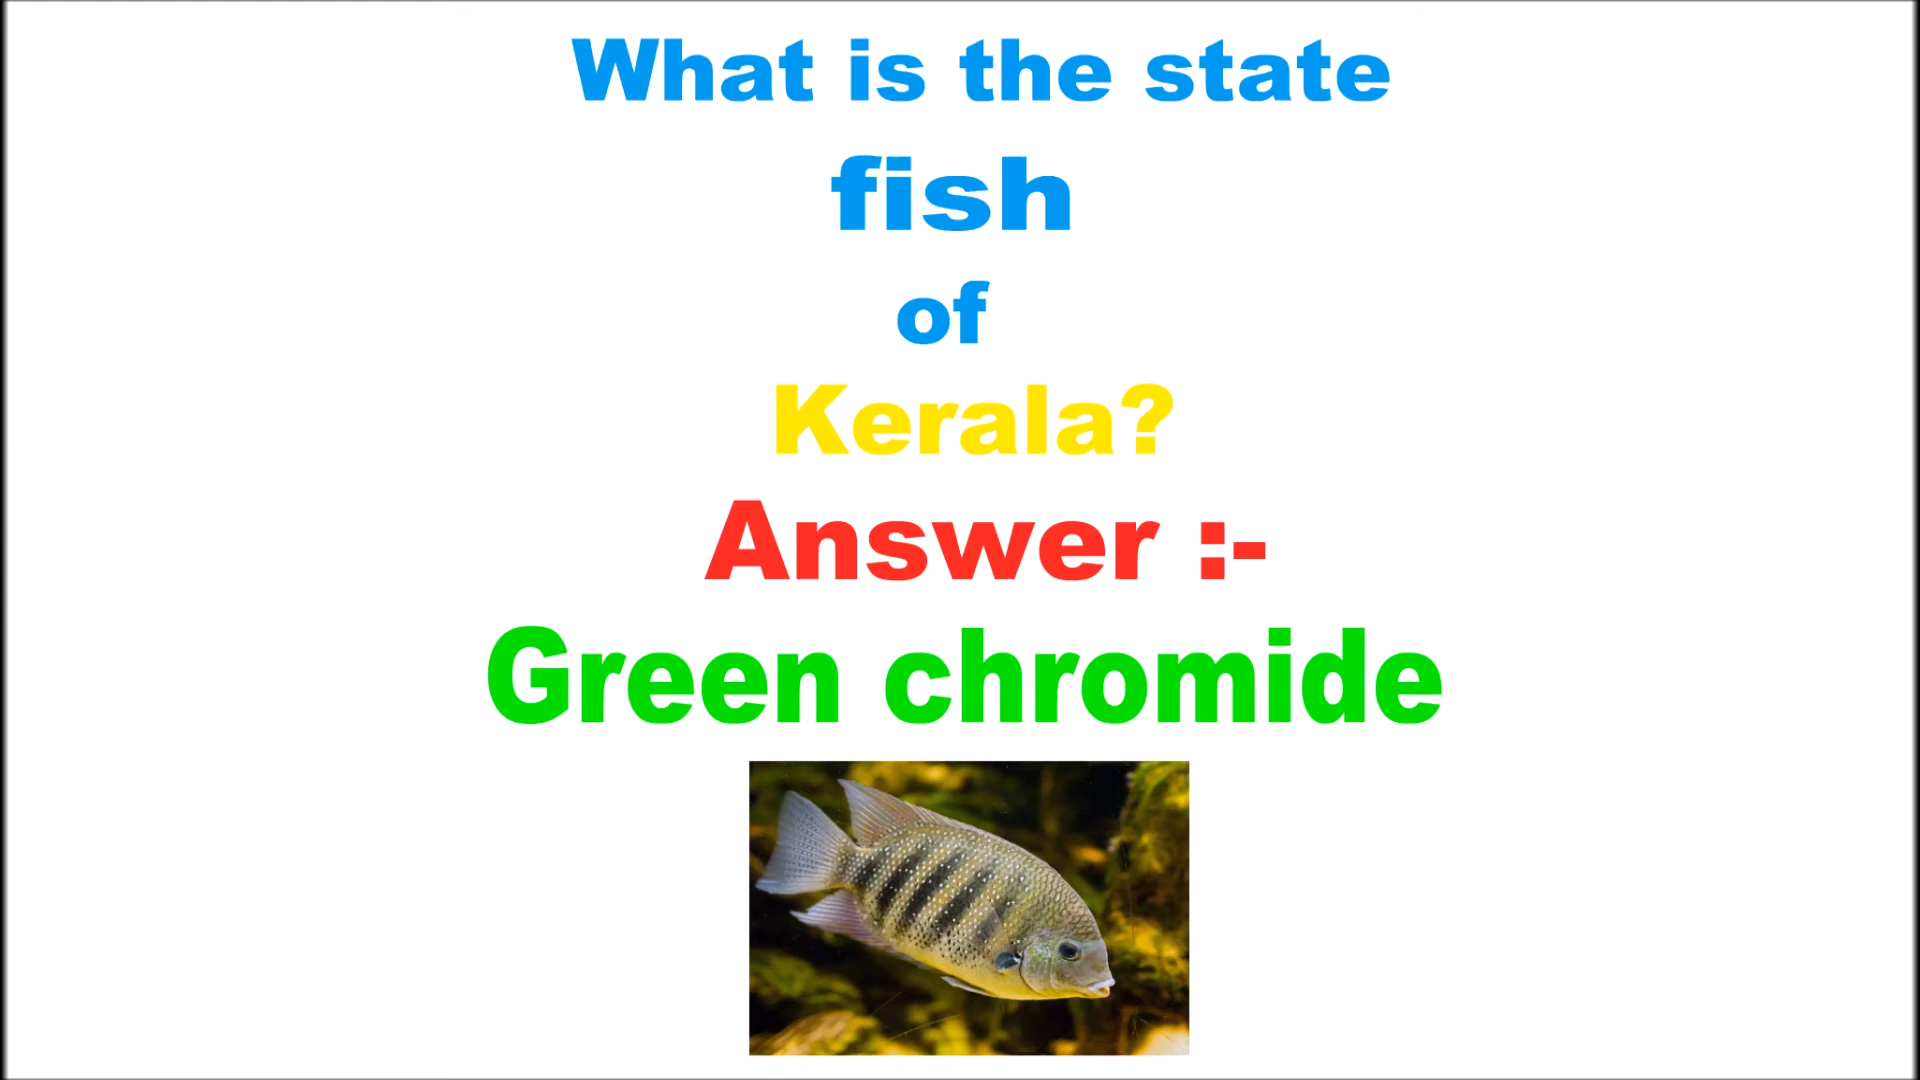 What is the state
fish
of
Kerala?
Answer :-
Green chromide